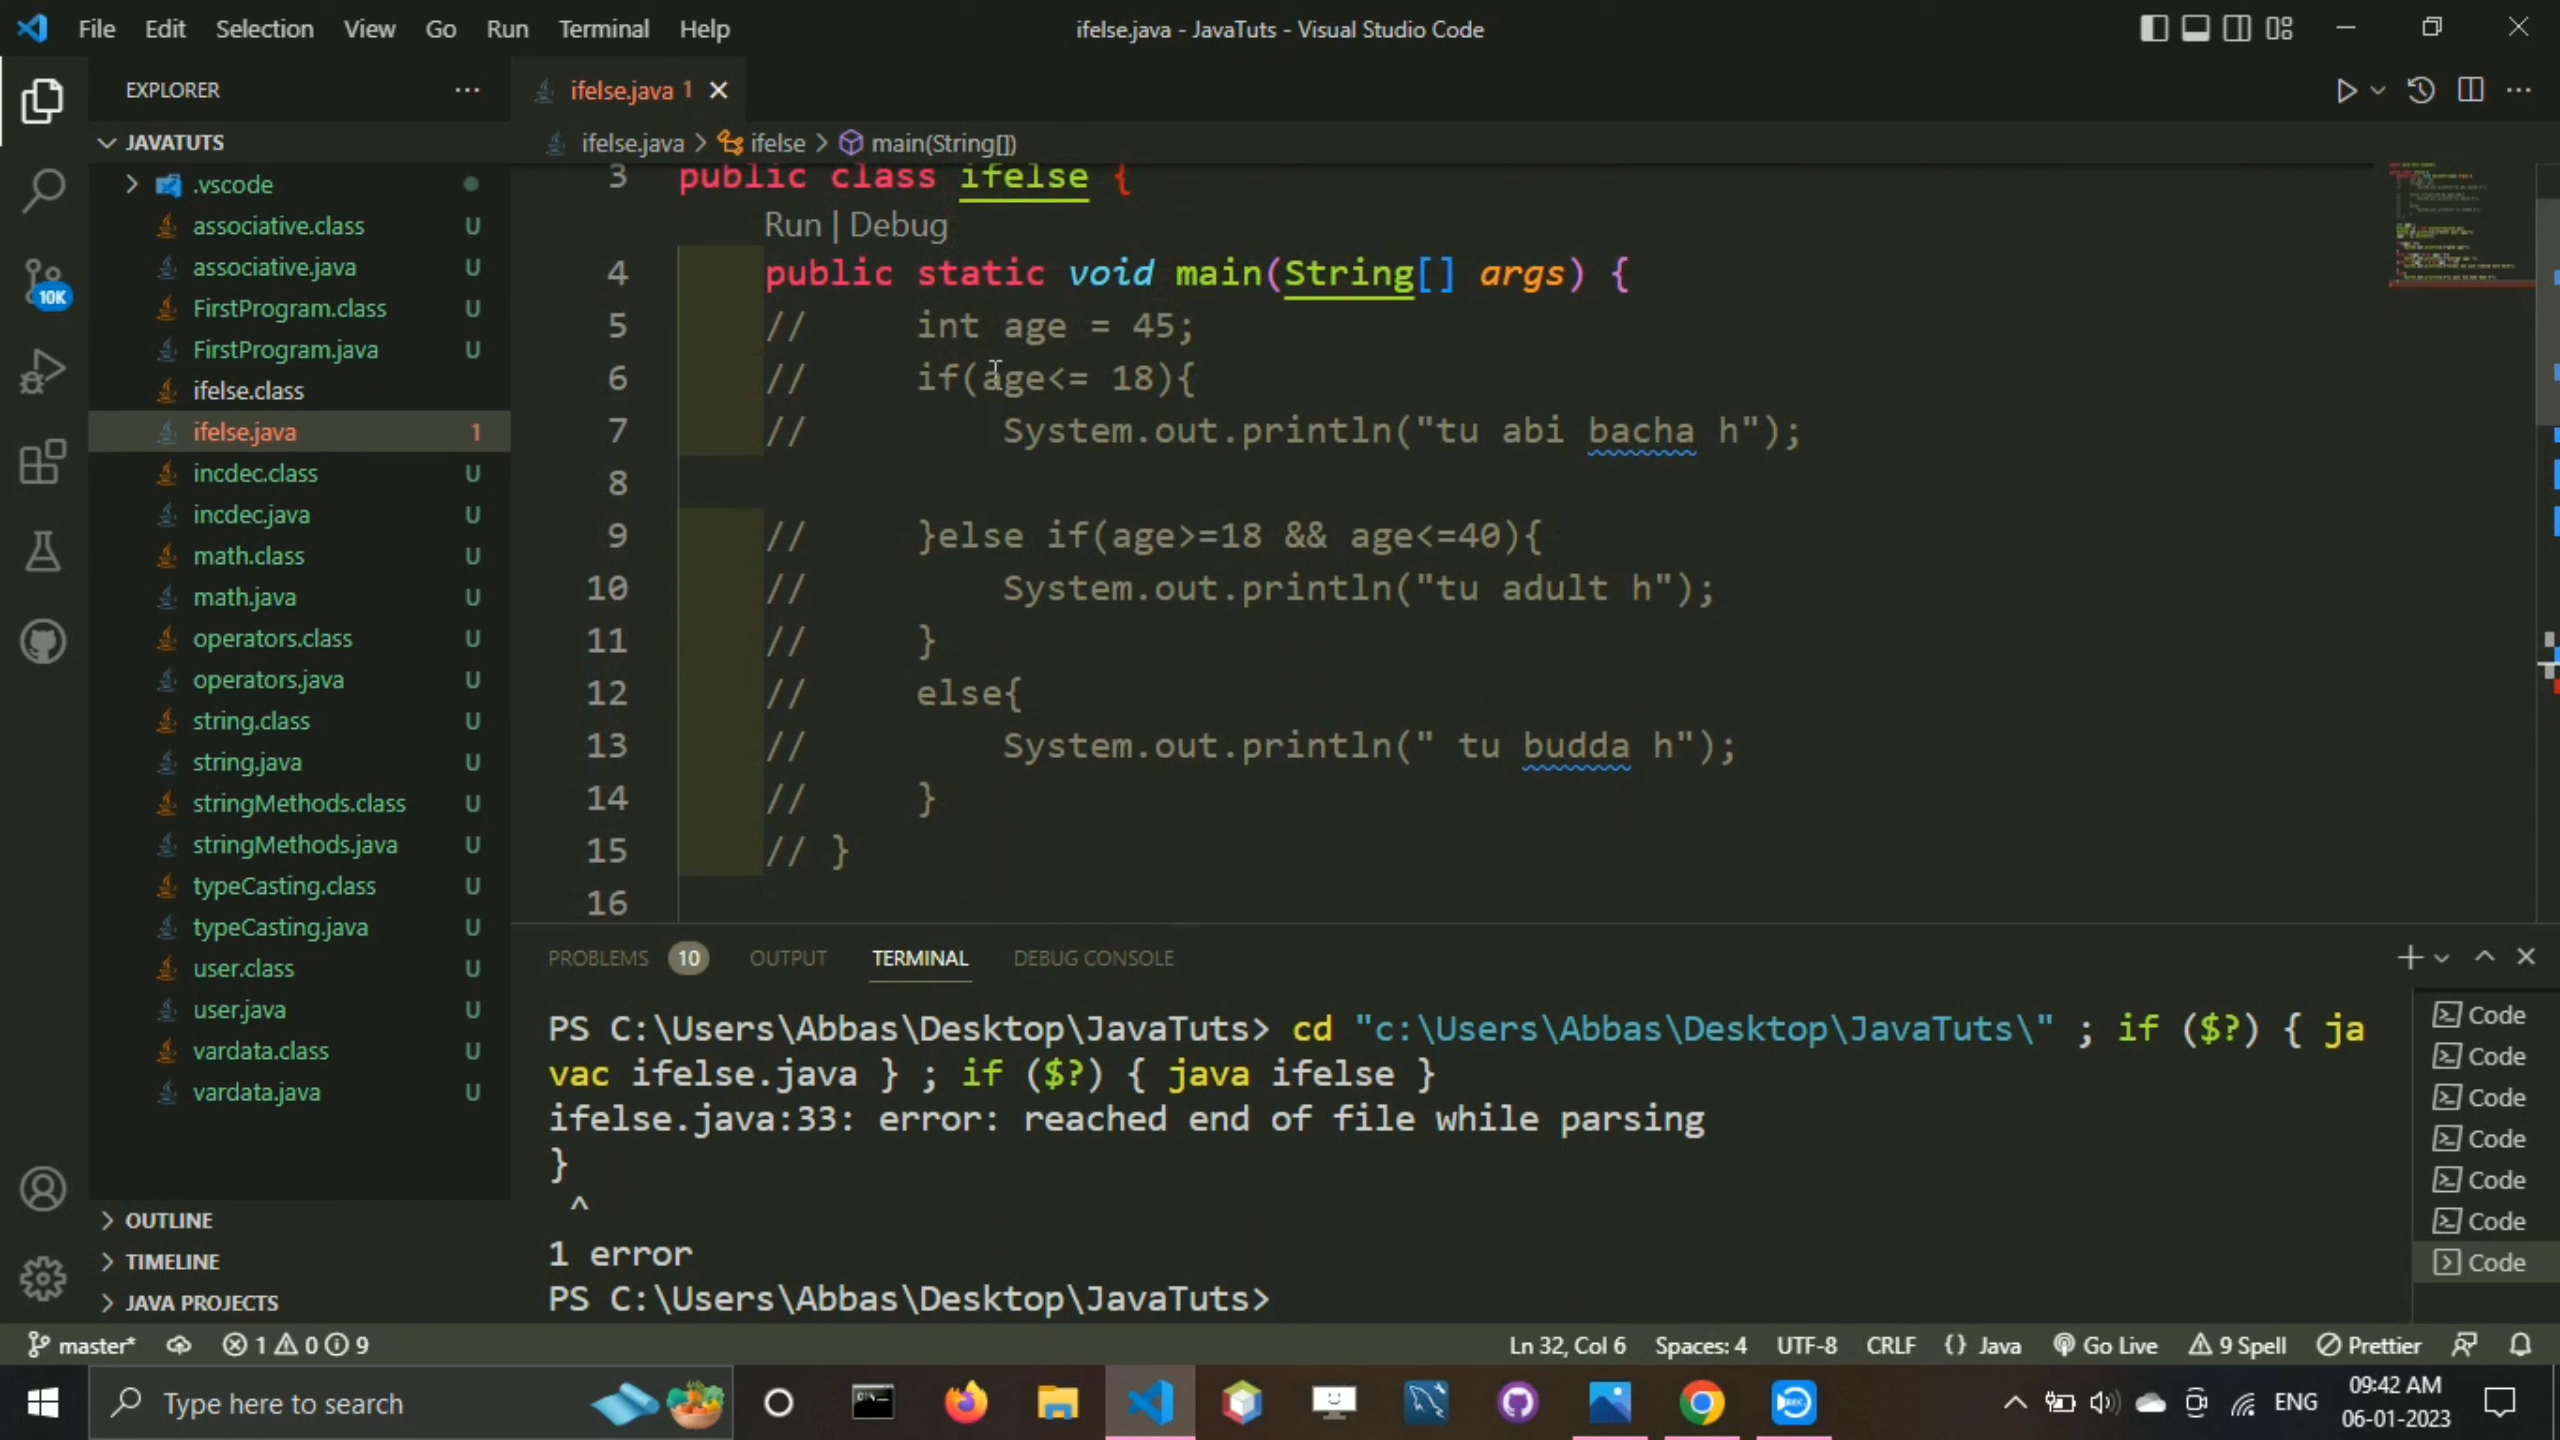 File Edit Selection View Go Run Terminal Help
ifelse.java - JavaTuts - Visual Studio Code
EXPLORER
ifelse.java 1
JAVATUTS
ifelse.java > ifelse > main(String[])
.vscode
associative.class U
associative.java U
FirstProgram.class U
FirstProgram.java U
ifelse.class
ifelse.java 1
incdec.class U
incdec.java U
math.class U
math.java U
operators.class U
operators.java U
string.class U
string.java U
stringMethods.class U
stringMethods.java U
typeCasting.class U
typeCasting.java U
user.class U
user.java U
vardata.class U
vardata.java U
OUTLINE
TIMELINE
JAVA PROJECTS
10K
3 public class ifelse {
Run | Debug
4 public static void main(String[] args) {
5 // int age = 45;
6 // if(age<= 18){
7 // System.out.println("tu abi bacha h");
8
9 // }else if(age>=18 && age<=40){
10 // System.out.println("tu adult h");
11 // }
12 // else{
13 // System.out.println(" tu budda h");
14 // }
15 // }
16
PROBLEMS 10 OUTPUT TERMINAL DEBUG CONSOLE
PS C:\Users\Abbas\Desktop\JavaTuts> cd "c:\Users\Abbas\Desktop\JavaTuts\" ; if ($?) { ja
vac ifelse.java } ; if ($?) { java ifelse }
ifelse.java:33: error: reached end of file while parsing
}
^
1 error
PS C:\Users\Abbas\Desktop\JavaTuts>
Code
Code
Code
Code
Code
Code
Code
master* 1 0 9
Ln 32, Col 6 Spaces: 4 UTF-8 CRLF {} Java Go Live 9 Spell Prettier
Type here to search
ENG
09:42 AM
06-01-2023